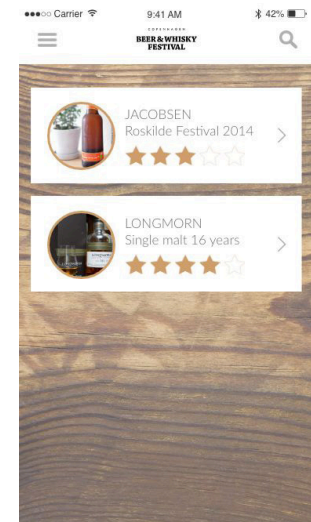 Carrier
9:41 AM
42%
COPENHAGEN
BEER & WHISKY
FESTIVAL
JACOBSEN
Roskilde Festival 2014
LONGMORN
Single malt 16 years